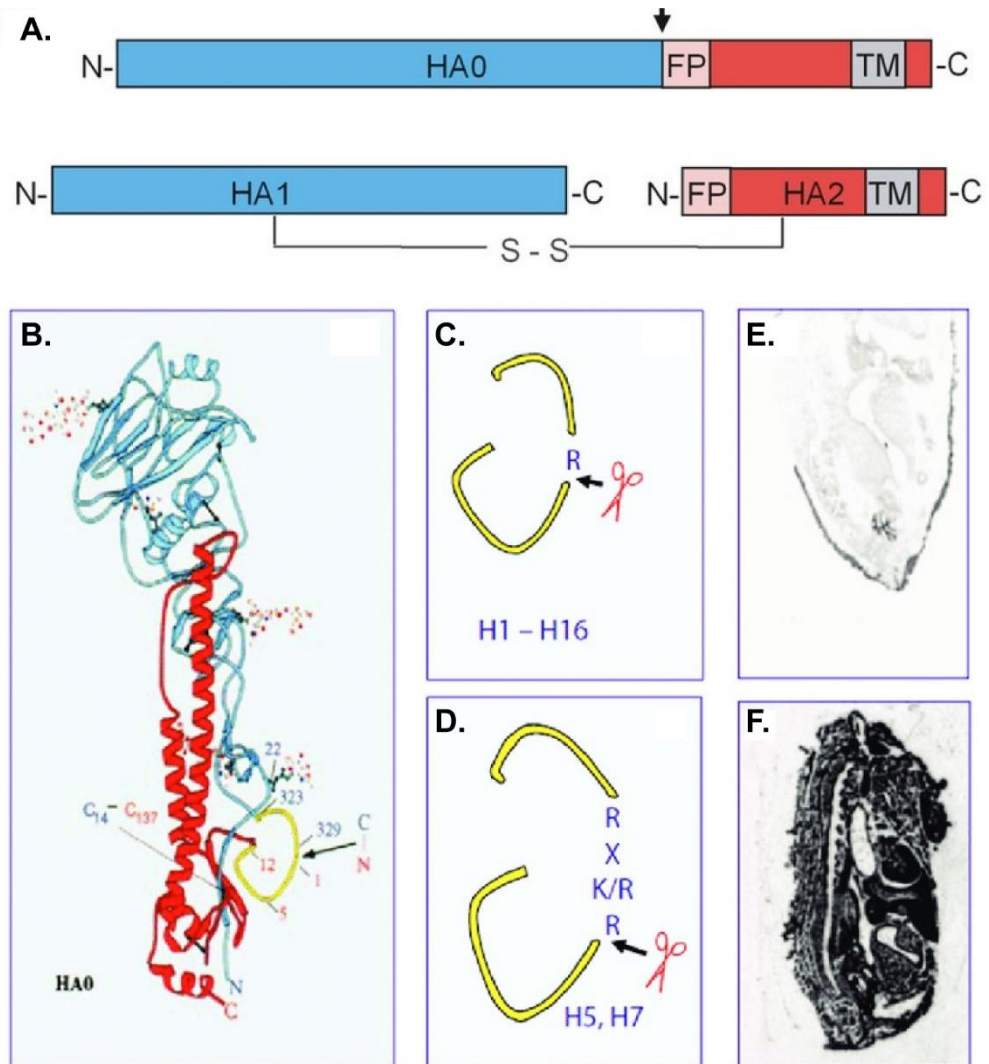 A.
N- HA0 FP TM -C
N- HA1 -C N- FP HA2 TM -C
S - S
B.
22
323
C14 – C137
329
C
N
12
1
5
N
C
HA0
C.
R
H1 – H16
D.
R
X
K/R
R
H5, H7
E.
F.